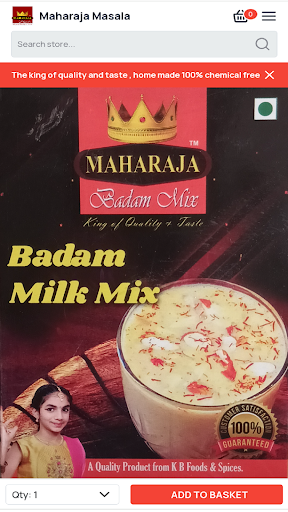 Maharaja Masala
0
Search store...
The king of quality and taste , home made 100% chemical free
TM
MAHARAJA
Badam Mix
King of Quality & Taste
Badam
Milk Mix
CUSTOMER SATISFACTION
100%
GUARANTEED
A Quality Product from K B Foods & Spices.
Qty: 1
ADD TO BASKET